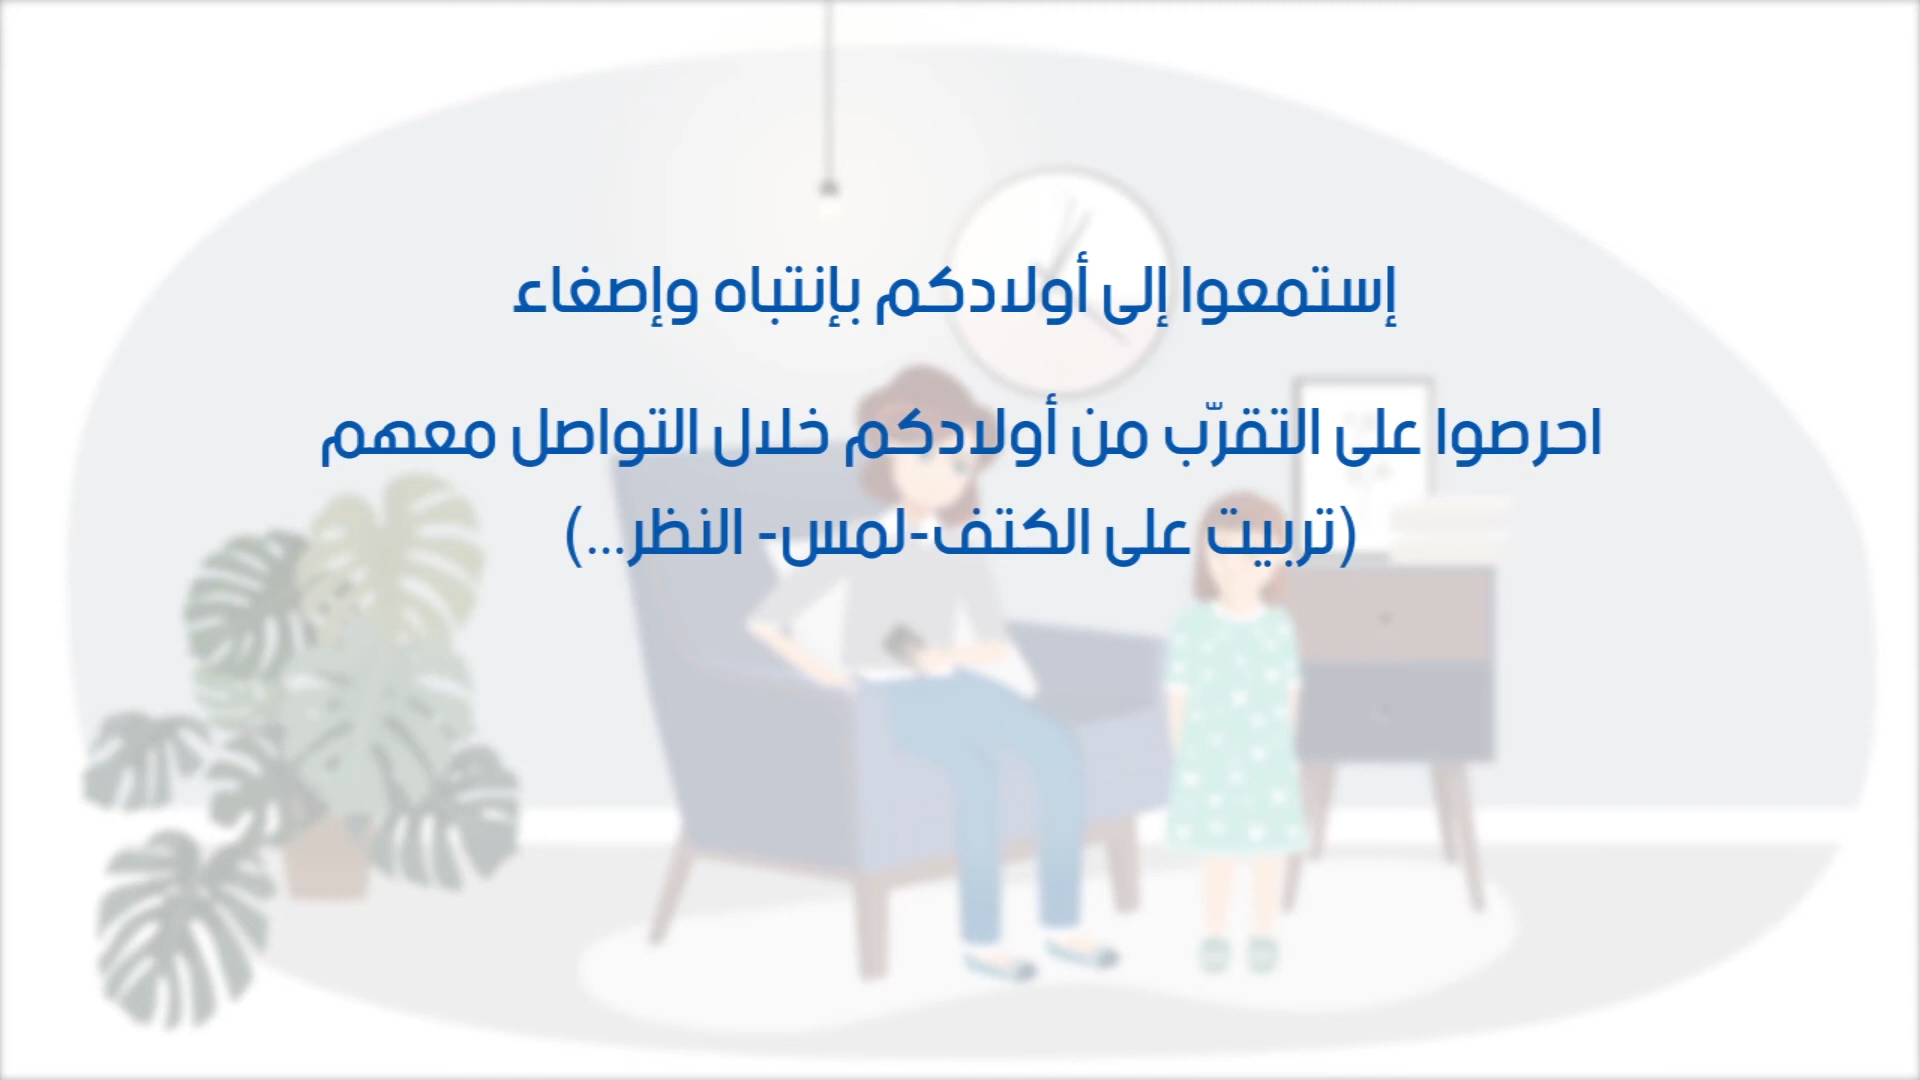 إستمعوا إلى أولادكم بإنتباه وإصغاء
احرصوا على التقرّب من أولادكم خلال التواصل معهم
(تربيت على الكتف-لمس- النظر...)